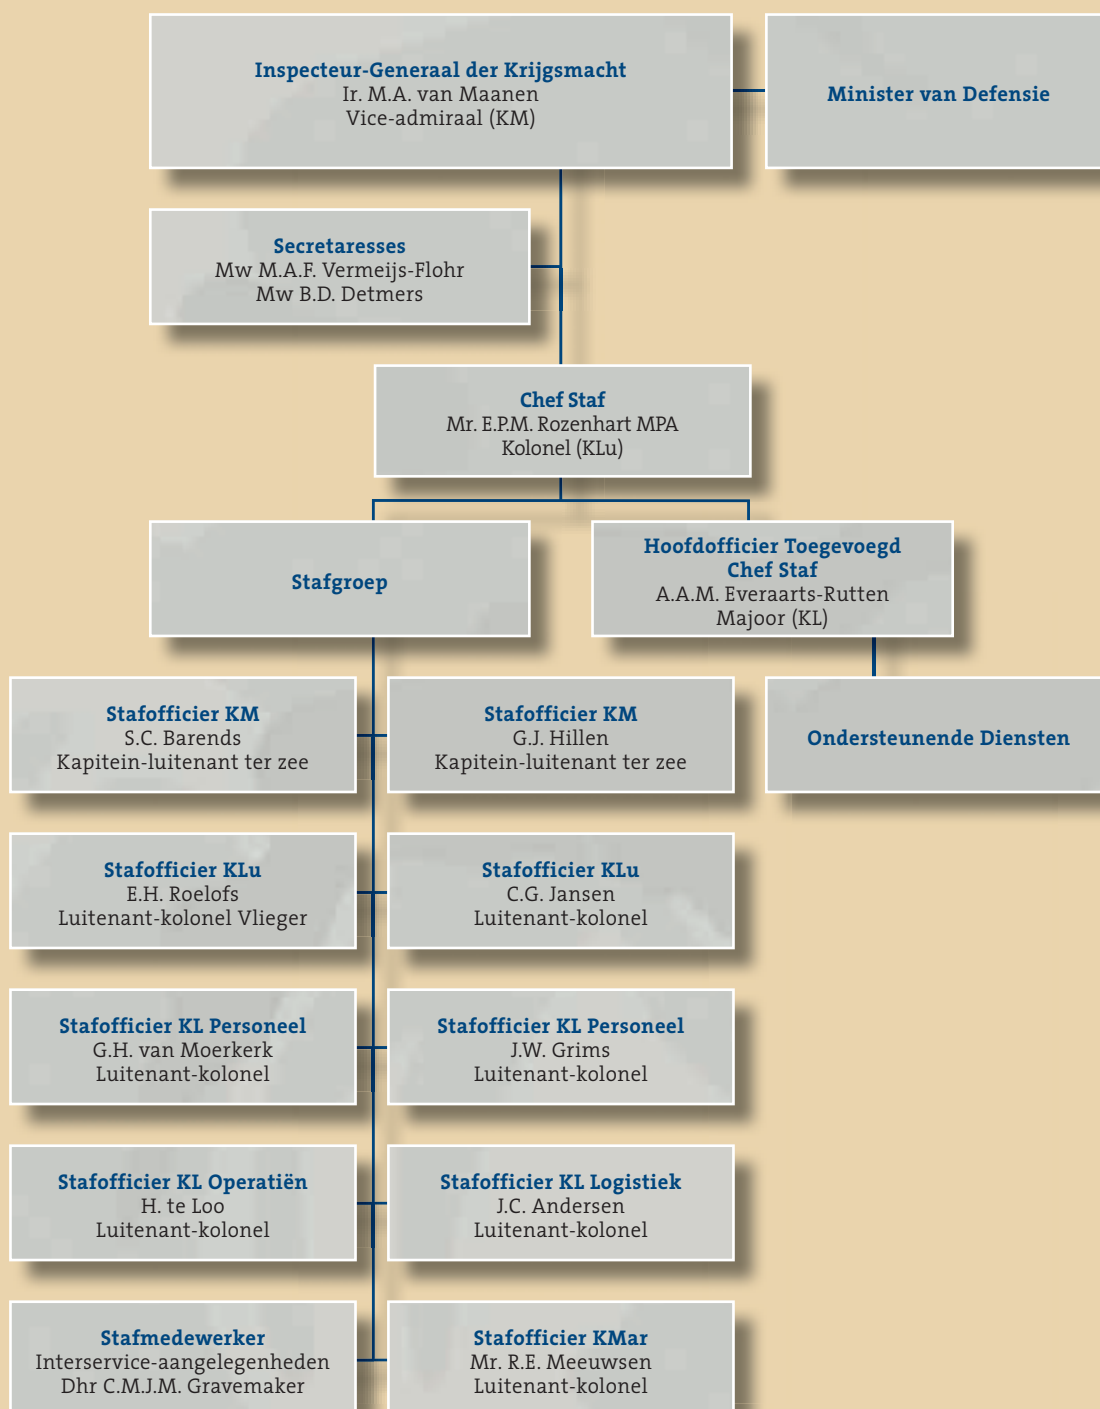 Inspecteur-Generaal der Krijgsmacht
Ir. M.A. van Maanen
Vice-admiraal (KM)
Minister van Defensie
Secretaresses
Mw M.A.F. Vermeijs-Flohr
Mw B.D. Detmers
Chef Staf
Mr. E.P.M. Rozenhart MPA
Kolonel (KLu)
Stafgroep
Hoofdofficier Toegevoegd
Chef Staf
A.A.M. Everaarts-Rutten
Majoor (KL)
Stafofficier KM
S.C. Barends
Kapitein-luitenant ter zee
Stafofficier KM
G.J. Hillen
Kapitein-luitenant ter zee
Ondersteunende Diensten
Stafofficier KLu
E.H. Roelofs
Luitenant-kolonel Vlieger
Stafofficier KLu
C.G. Jansen
Luitenant-kolonel
Stafofficier KL Personeel
G.H. van Moerkerk
Luitenant-kolonel
Stafofficier KL Personeel
J.W. Grims
Luitenant-kolonel
Stafofficier KL Operatiën
H. te Loo
Luitenant-kolonel
Stafofficier KL Logistiek
J.C. Andersen
Luitenant-kolonel
Stafmedewerker
Interservice-aangelegenheden
Dhr C.M.J.M. Gravemaker
Stafofficier KMar
Mr. R.E. Meeuwsen
Luitenant-kolonel